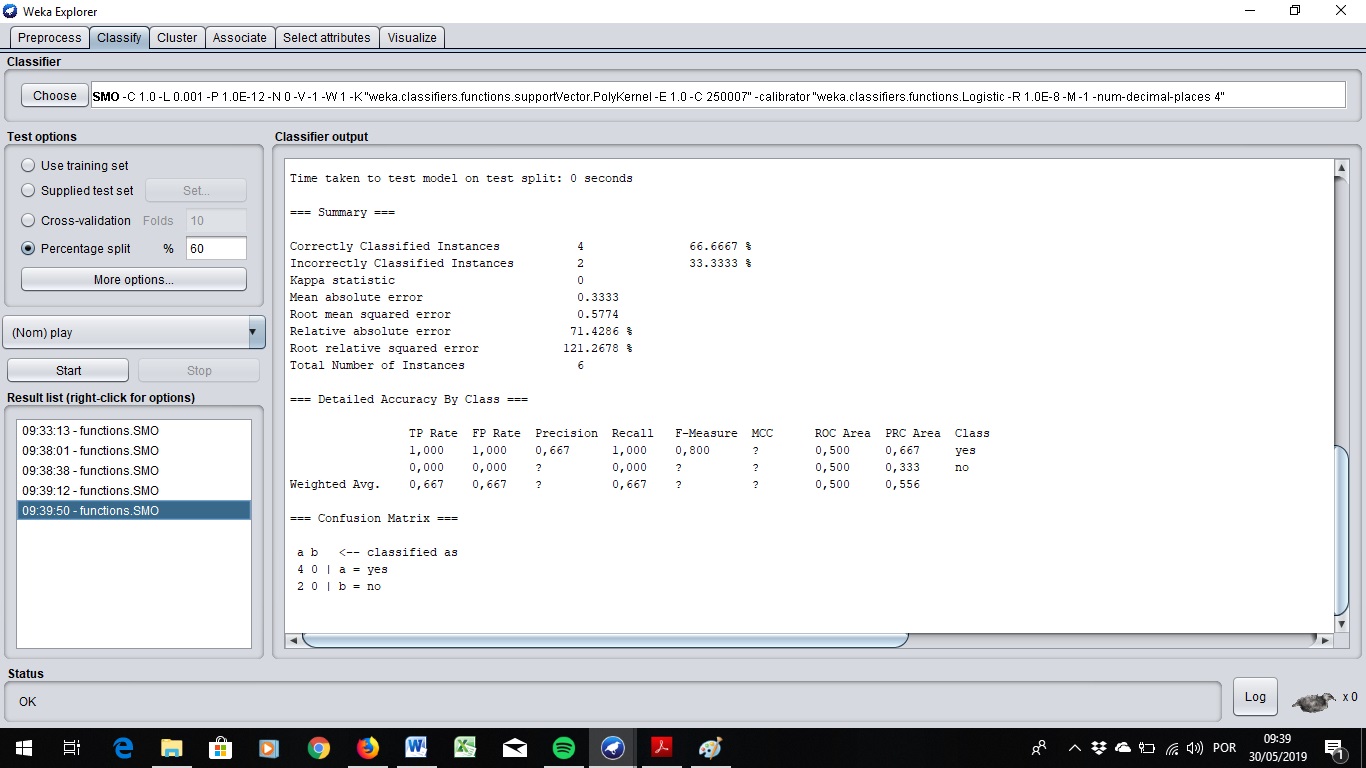 Weka Explorer
Preprocess Classify Cluster Associate Select attributes Visualize
Classifier
Choose SMO -C 1.0 -L 0.001 -P 1.0E-12 -N 0 -V -1 -W 1 -K "weka.classifiers.functions.supportVector.PolyKernel -E 1.0 -C 250007" -calibrator "weka.classifiers.functions.Logistic -R 1.0E-8 -M -1 -num-decimal-places 4"
Test options
Use training set
Supplied test set Set...
Cross-validation Folds 10
Percentage split % 60
More options...
(Nom) play
Start Stop
Result list (right-click for options)
09:33:13 - functions.SMO
09:38:01 - functions.SMO
09:38:38 - functions.SMO
09:39:12 - functions.SMO
09:39:50 - functions.SMO
Classifier output
Time taken to test model on test split: 0 seconds
=== Summary ===
Correctly Classified Instances 4 66.6667 %
Incorrectly Classified Instances 2 33.3333 %
Kappa statistic 0
Mean absolute error 0.3333
Root mean squared error 0.5774
Relative absolute error 71.4286 %
Root relative squared error 121.2678 %
Total Number of Instances 6
=== Detailed Accuracy By Class ===
TP Rate FP Rate Precision Recall F-Measure MCC ROC Area PRC Area Class
1,000 1,000 0,667 1,000 0,800 ? 0,500 0,667 yes
0,000 0,000 ? 0,000 ? ? 0,500 0,333 no
Weighted Avg. 0,667 0,667 ? 0,667 ? ? 0,500 0,556
=== Confusion Matrix ===
a b <-- classified as
4 0 | a = yes
2 0 | b = no
Status
OK
Log x 0
POR
09:39
30/05/2019
1